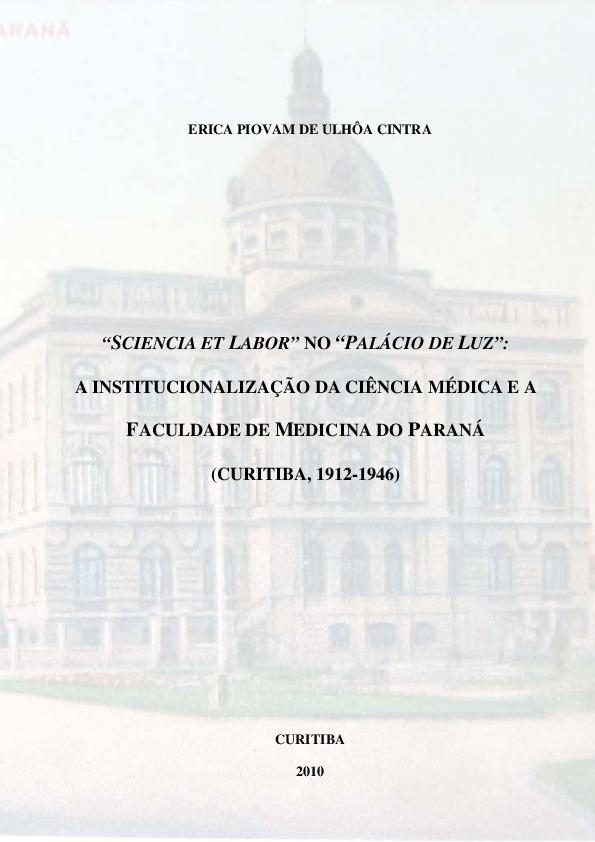 ARANÁ
ERICA PIOVAM DE ULHÔA CINTRA
“SCIENCIA ET LABOR” NO “PALÁCIO DE LUZ”:
A INSTITUCIONALIZAÇÃO DA CIÊNCIA MÉDICA E A
FACULDADE DE MEDICINA DO PARANÁ
(CURITIBA, 1912-1946)
CURITIBA
2010